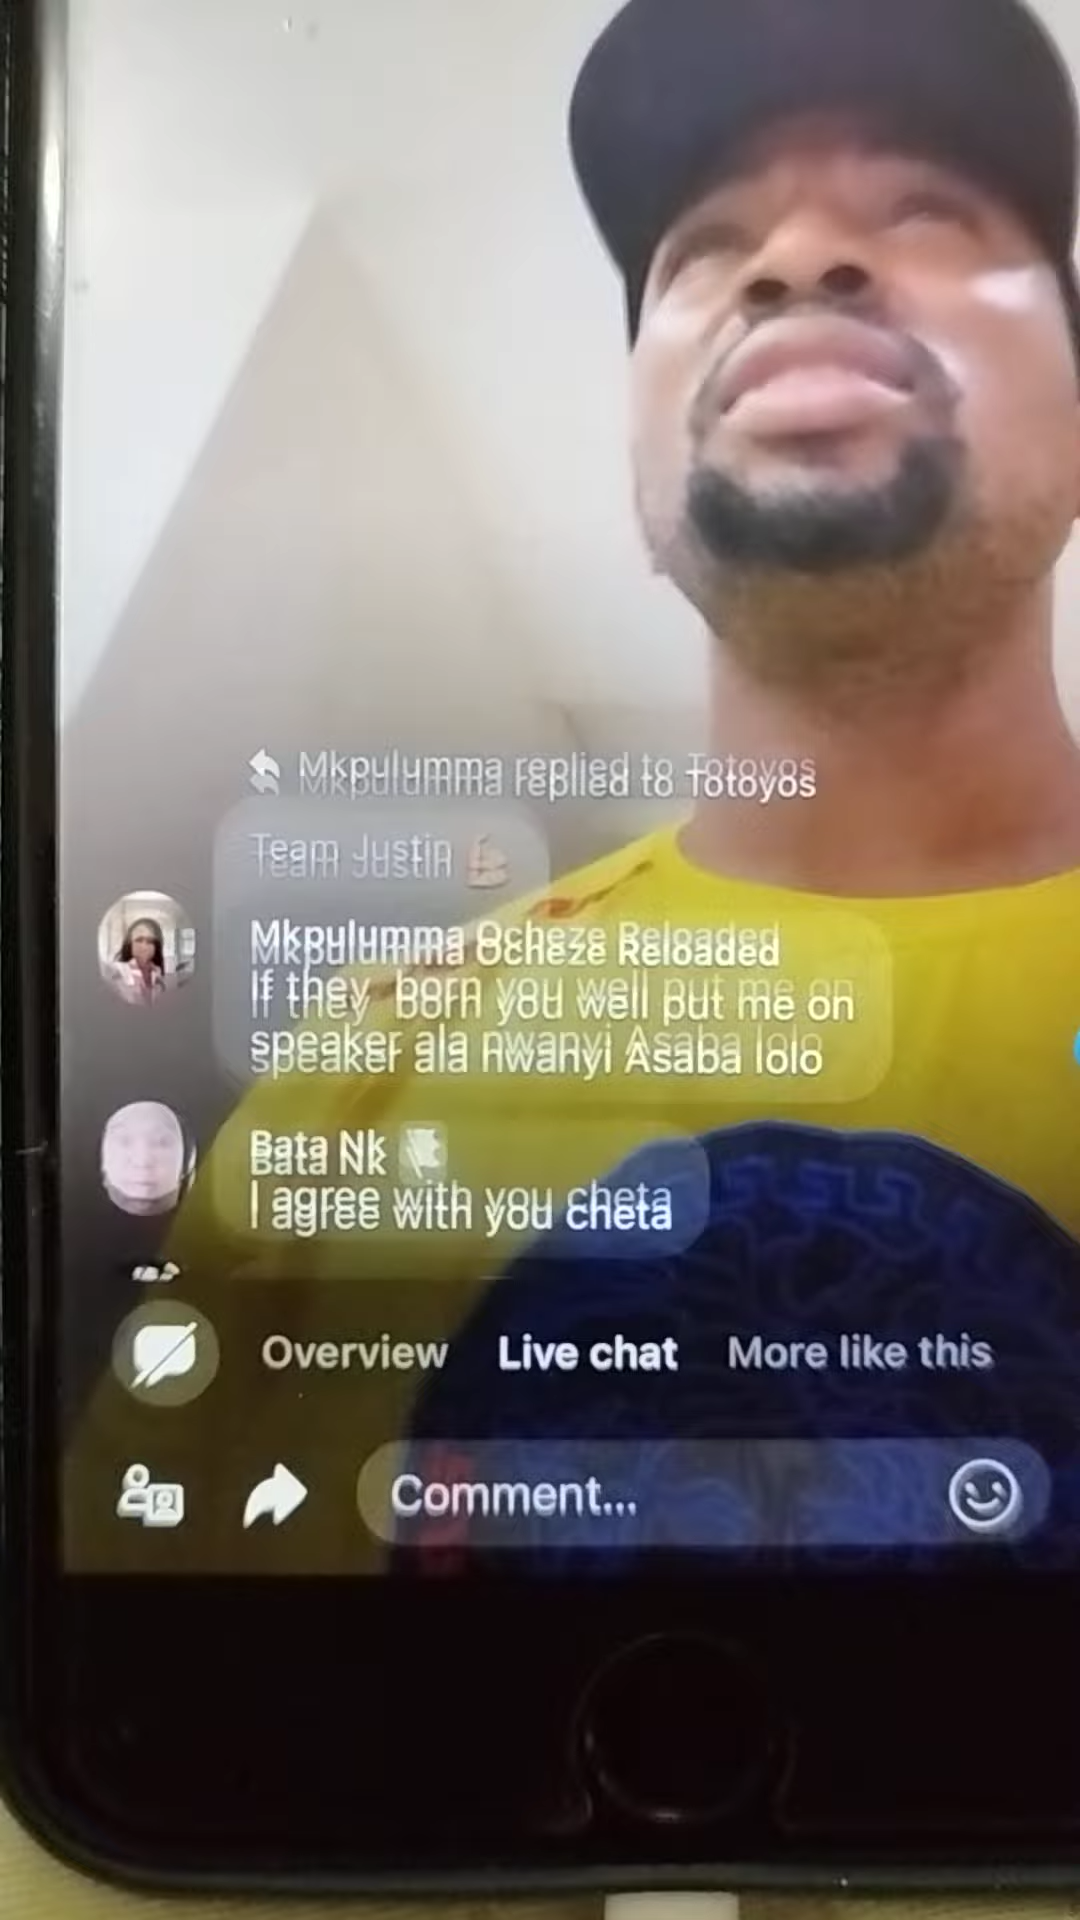 Mkpulumma replied to Totoyos
Team Justin
Mkpulumma Ocheze Reloaded
If they born you well put me on
speaker ala nwanyi Asaba lolo
Bata Nk
I agree with you cheta
Overview Live chat More like this
Comment...